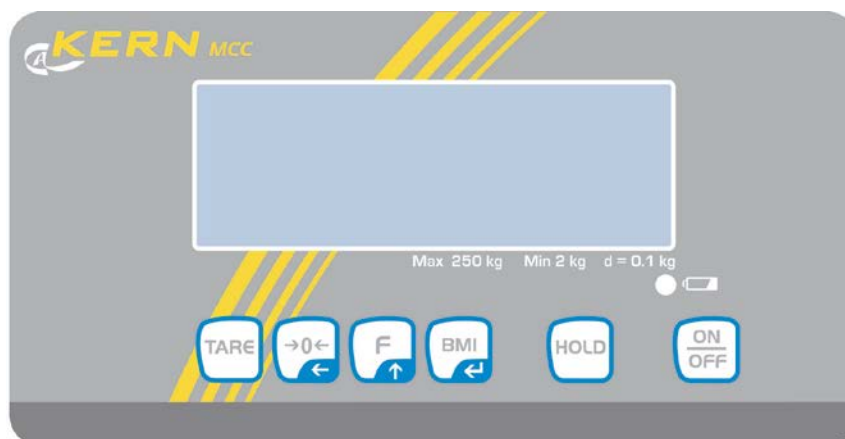 KERN MCC
Max 250 kg Min 2 kg d = 0.1 kg
TARE →0← F BMI HOLD ON
OFF